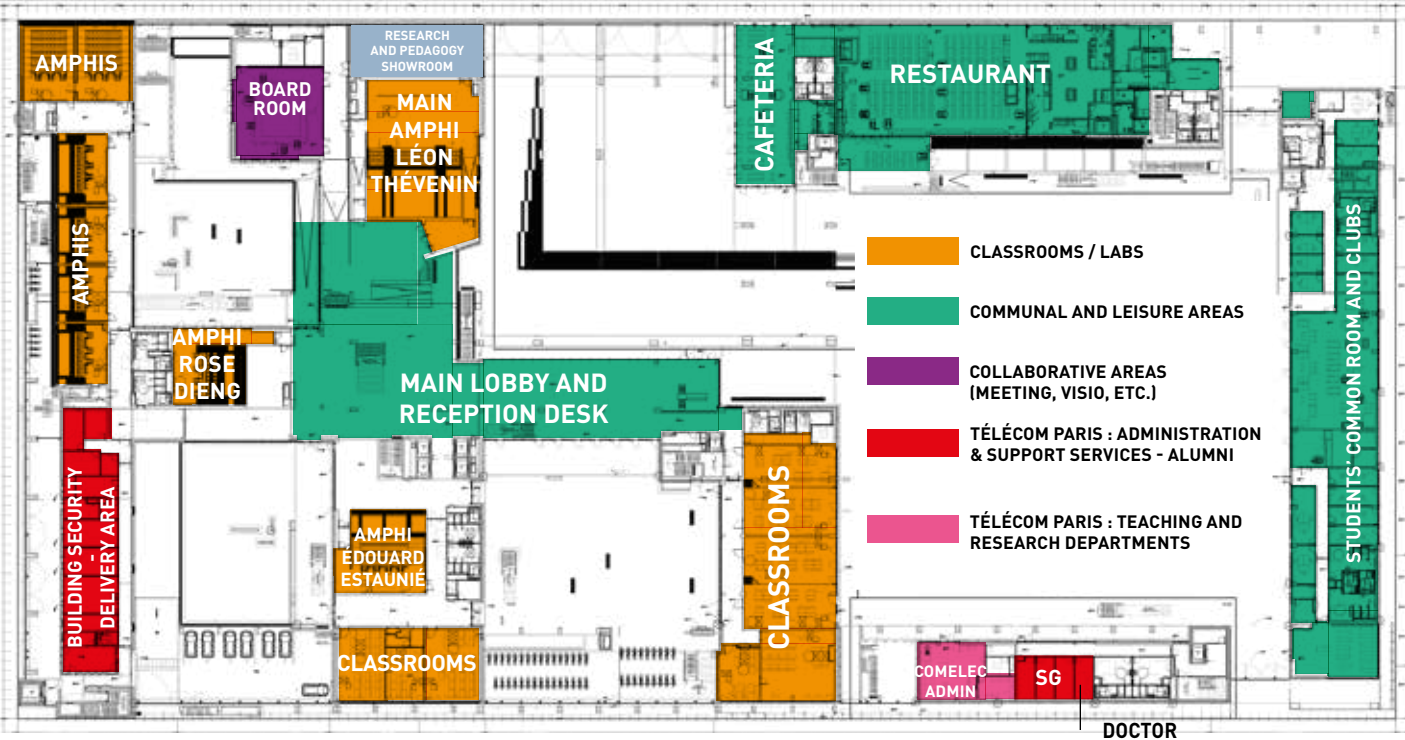 AMPHIS
RESEARCH
AND PEDAGOGY
SHOWROOM
BOARD
ROOM
MAIN
AMPHI
LÉON
THÉVENIN
CAFETERIA
RESTAURANT
AMPHIS
AMPHI
ROSE
DIENG
MAIN LOBBY AND
RECEPTION DESK
CLASSROOMS / LABS
COMMUNAL AND LEISURE AREAS
COLLABORATIVE AREAS
(MEETING, VISIO, ETC.)
TÉLÉCOM PARIS : ADMINISTRATION
& SUPPORT SERVICES - ALUMNI
TÉLÉCOM PARIS : TEACHING AND
RESEARCH DEPARTMENTS
STUDENTS' COMMON ROOM AND CLUBS
BUILDING SECURITY
- DELIVERY AREA
AMPHI
ÉDOUARD
ESTAUNIÉ
CLASSROOMS
CLASSROOMS
COMELEC
ADMIN
SG
DOCTOR